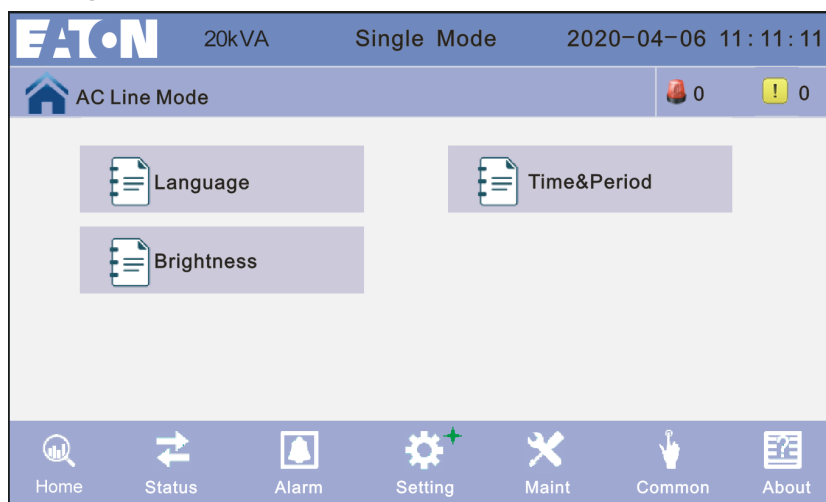 EATON 20kVA Single Mode 2020-04-06 11:11:11
AC Line Mode 0 ! 0
Language Time&Period
Brightness
Home Status Alarm Setting Maint Common About